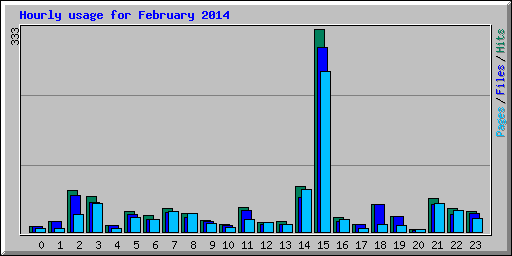 Hourly usage for February 2014
333
Pages / Files / Hits
0 1 2 3 4 5 6 7 8 9 10 11 12 13 14 15 16 17 18 19 20 21 22 23